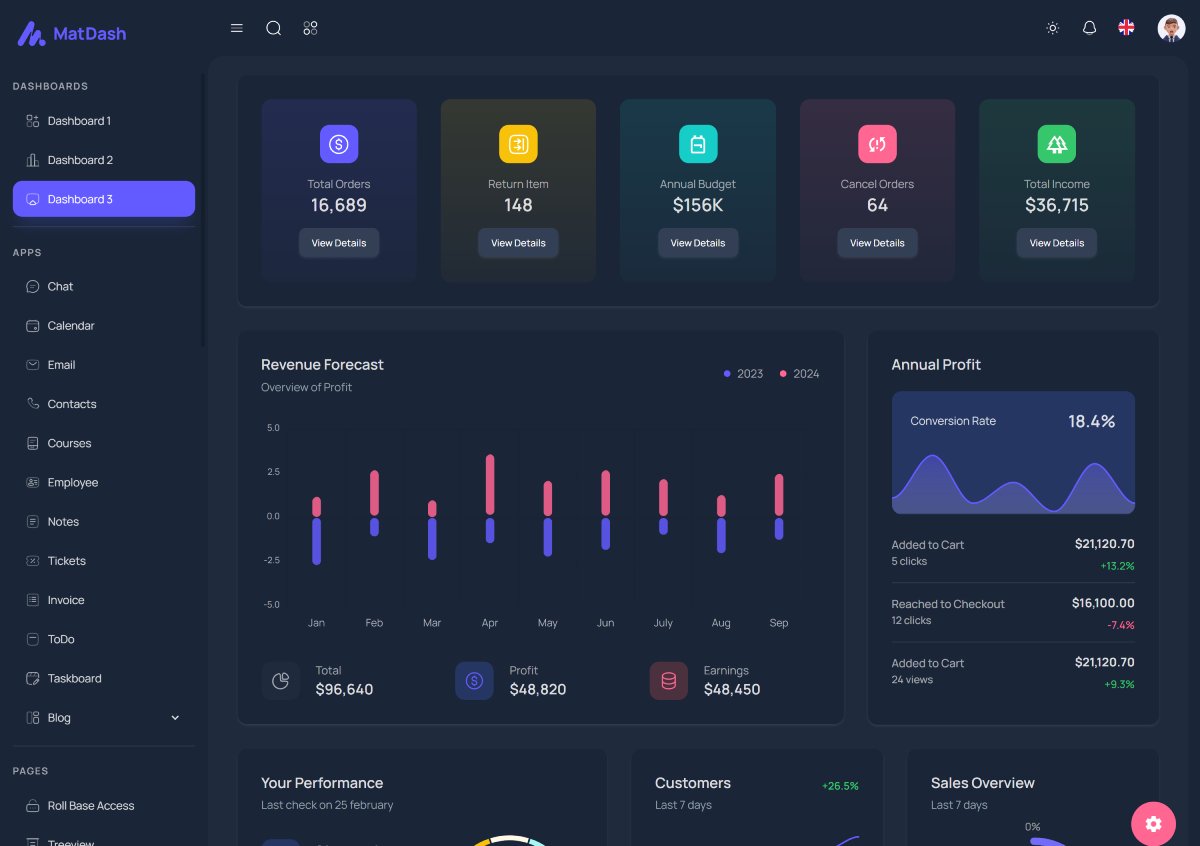 MatDash
DASHBOARDS
Dashboard 1
Dashboard 2
Dashboard 3
APPS
Chat
Calendar
Email
Contacts
Courses
Employee
Notes
Tickets
Invoice
ToDo
Taskboard
Blog
PAGES
Roll Base Access
Treeview
Total Orders
16,689
View Details
Return Item
148
View Details
Annual Budget
$156K
View Details
Cancel Orders
64
View Details
Total Income
$36,715
View Details
Revenue Forecast
Overview of Profit
2023 2024
5.0
2.5
0.0
-2.5
-5.0
Jan Feb Mar Apr May Jun July Aug Sep
Total
$96,640
Profit
$48,820
Earnings
$48,450
Annual Profit
Conversion Rate 18.4%
Added to Cart $21,120.70
5 clicks +13.2%
Reached to Checkout $16,100.00
12 clicks -7.4%
Added to Cart $21,120.70
24 views +9.3%
Your Performance
Last check on 25 february
Customers +26.5%
Last 7 days
Sales Overview
Last 7 days
0%